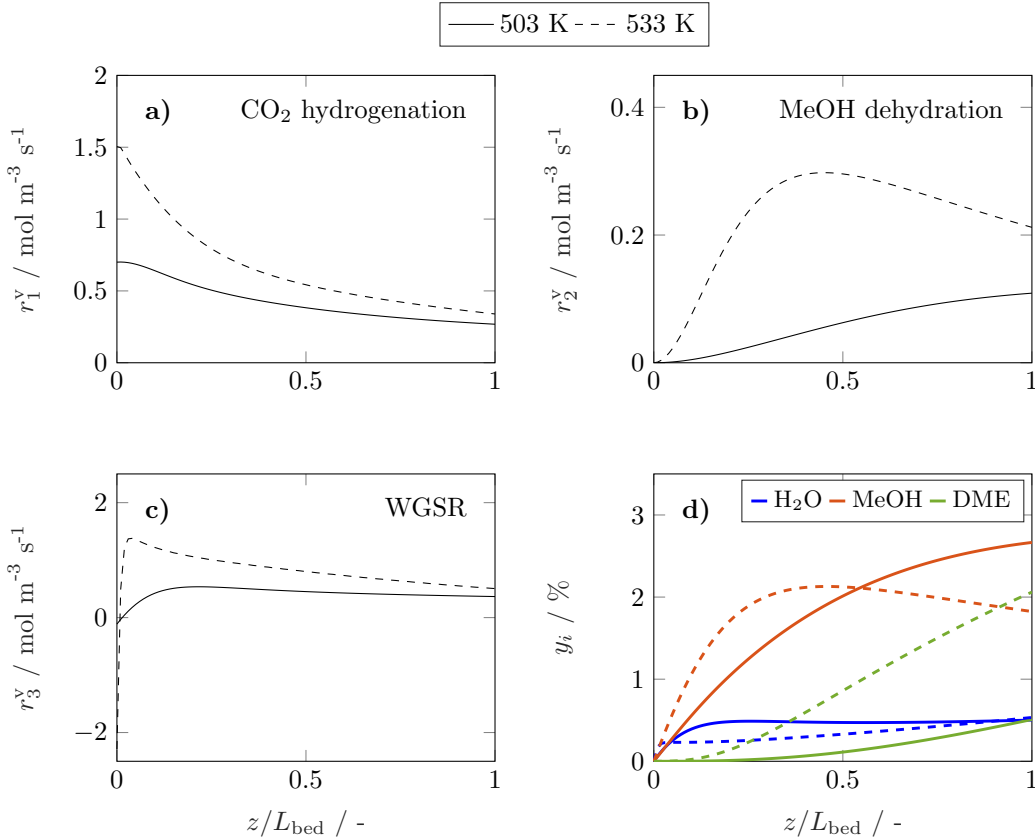 503 K 533 K
a) CO₂ hydrogenation
r₁ᵛ / mol m⁻³ s⁻¹
2
1.5
1
0.5
0
0 0.5 1
b) MeOH dehydration
r₂ᵛ / mol m⁻³ s⁻¹
0.4
0.2
0
0 0.5 1
c) WGSR
r₃ᵛ / mol m⁻³ s⁻¹
2
0
−2
0 0.5 1
z/L_bed / -
d) H₂O MeOH DME
yᵢ / %
3
2
1
0
0 0.5 1
z/L_bed / -